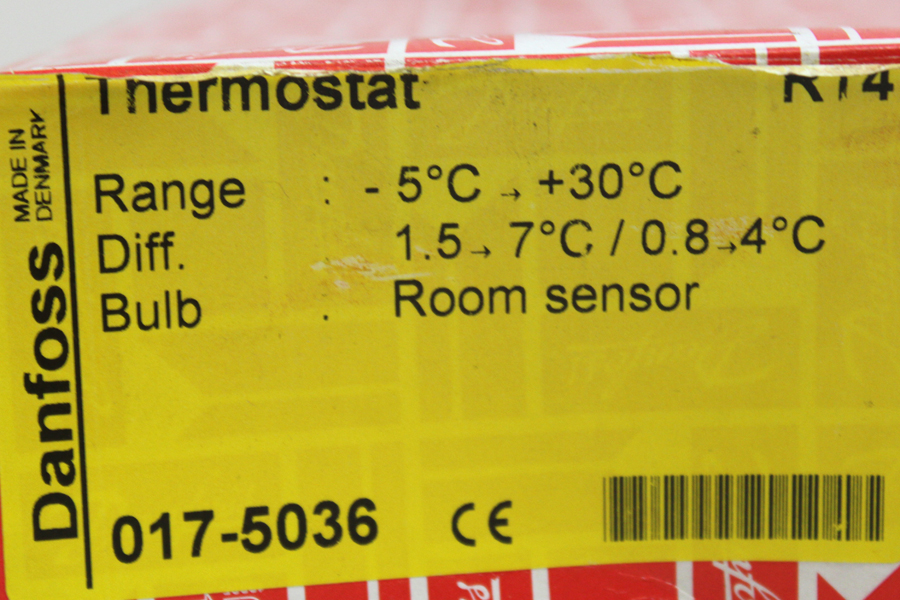 Thermostat RT4
MADE IN
DENMARK
Danfoss
Range : - 5°C → +30°C
Diff. : 1.5→ 7°C / 0.8→4°C
Bulb : Room sensor
017-5036 CE